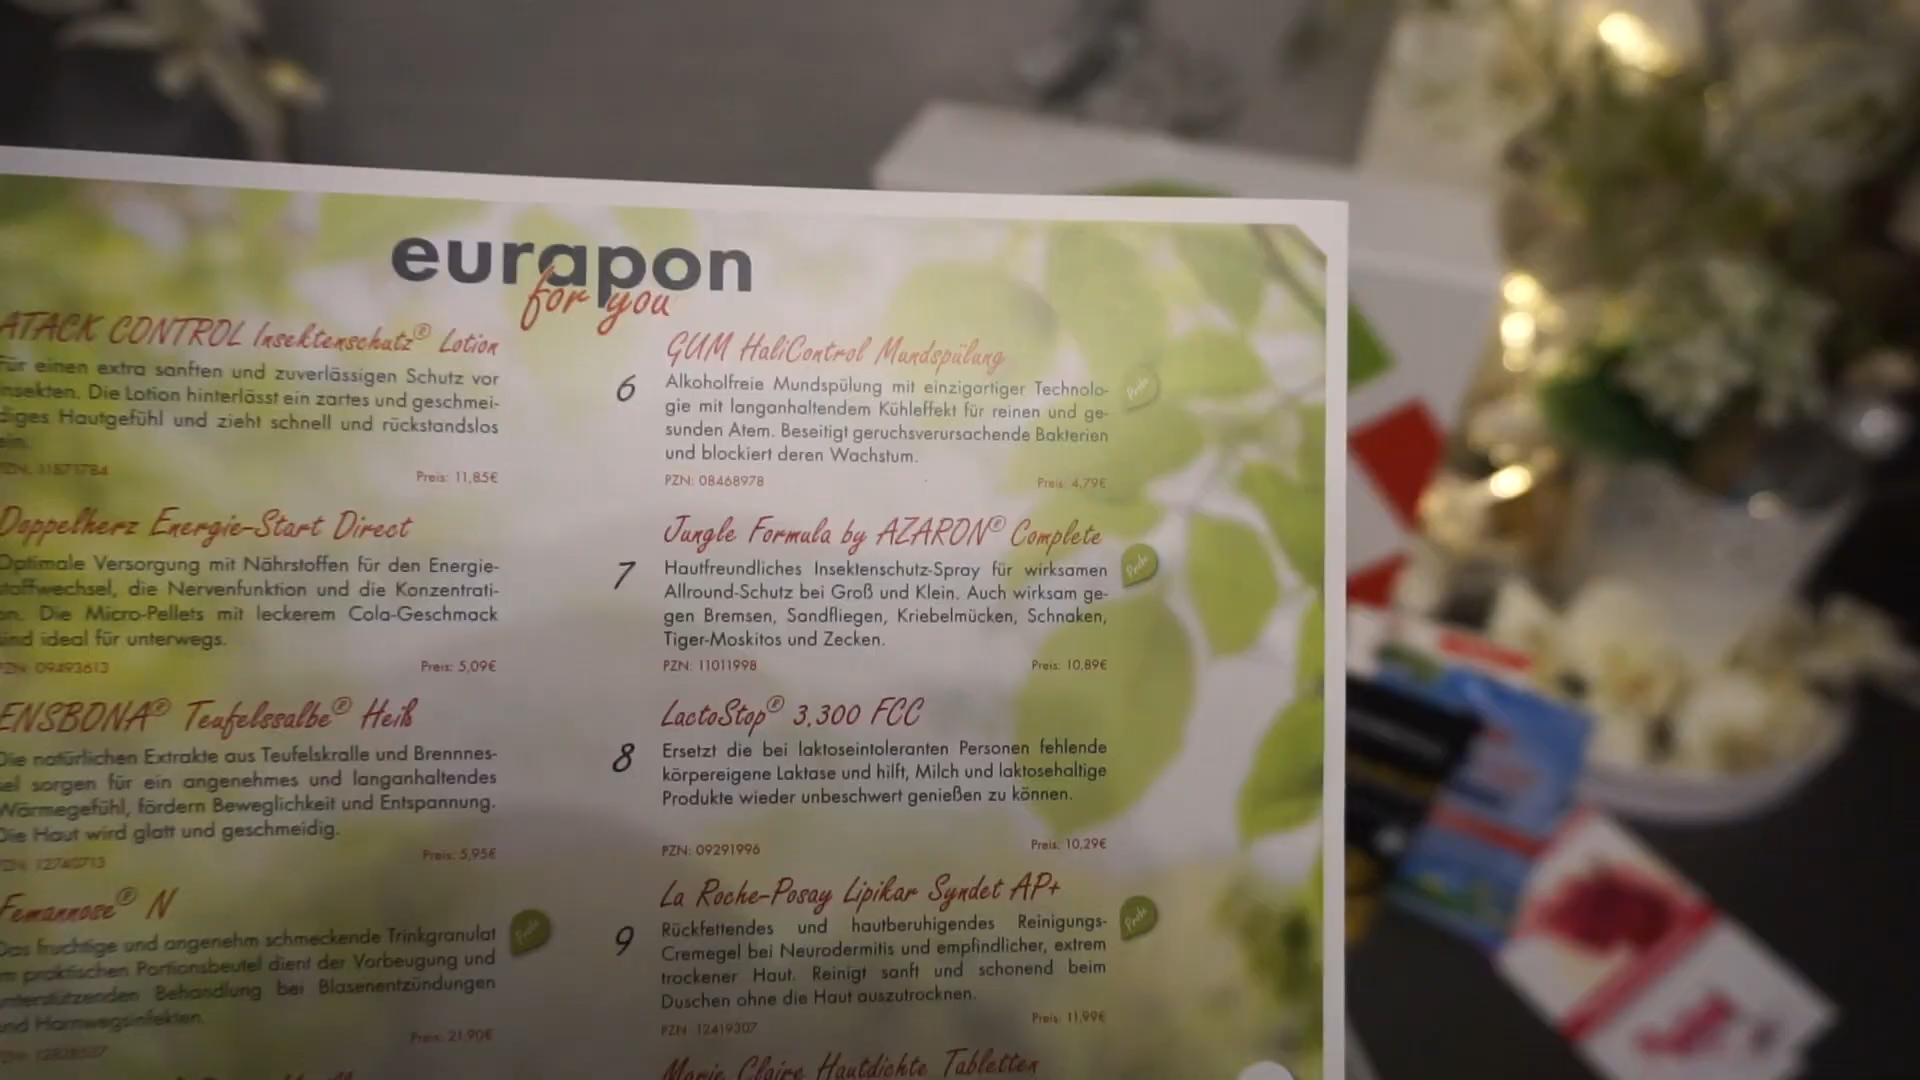 eurapon
for you
ATACK CONTROL Insektenschutz® Lotion
Für einen extra sanften und zuverlässigen Schutz vor
Insekten. Die Lotion hinterlässt ein zartes und geschmei-
diges Hautgefühl und zieht schnell und rückstandslos
ein.
Preis: 11,85€
Doppelherz Energie-Start Direct
Optimale Versorgung mit Nährstoffen für den Energie-
stoffwechsel, die Nervenfunktion und die Konzentrati-
on. Die Micro-Pellets mit leckerem Cola-Geschmack
sind ideal für unterwegs.
PZN: 09493613
Preis: 5,09€
ENSBONA® Teufelssalbe® Heiß
Die natürlichen Extrakte aus Teufelskralle und Brennnes-
sel sorgen für ein angenehmes und langanhaltendes
Wärmegefühl, fördern Beweglichkeit und Entspannung.
Die Haut wird glatt und geschmeidig.
PZN: 12740713
Preis: 5,95€
Femannose® N
Das fruchtige und angenehm schmeckende Trinkgranulat
im praktischen Portionsbeutel dient der Vorbeugung und
unterstützenden Behandlung bei Blasenentzündungen
und Harnwegsinfekten.
Preis: 21,90€
Probe
GUM HaliControl Mundspülung
6
Alkoholfreie Mundspülung mit einzigartiger Technolo-
gie mit langanhaltendem Kühleffekt für reinen und ge-
sunden Atem. Beseitigt geruchsverursachende Bakterien
und blockiert deren Wachstum.
PZN: 08468978
Preis: 4,79€
Probe
Jungle Formula by AZARON® Complete
7
Hautfreundliches Insektenschutz-Spray für wirksamen
Allround-Schutz bei Groß und Klein. Auch wirksam ge-
gen Bremsen, Sandfliegen, Kriebelmücken, Schnaken,
Tiger-Moskitos und Zecken.
PZN: 11011998
Preis: 10,89€
Probe
LactoStop® 3.300 FCC
8
Ersetzt die bei laktoseintoleranten Personen fehlende
körpereigene Laktase und hilft, Milch und laktosehaltige
Produkte wieder unbeschwert genießen zu können.
PZN: 09291996
Preis: 10,29€
La Roche-Posay Lipikar Syndet AP+
9
Rückfettendes und hautberuhigendes Reinigungs-
Cremegel bei Neurodermitis und empfindlicher, extrem
trockener Haut. Reinigt sanft und schonend beim
Duschen ohne die Haut auszutrocknen.
PZN: 12419307
Preis: 11,99€
Probe
Marie Claire Hautdichte Tabletten